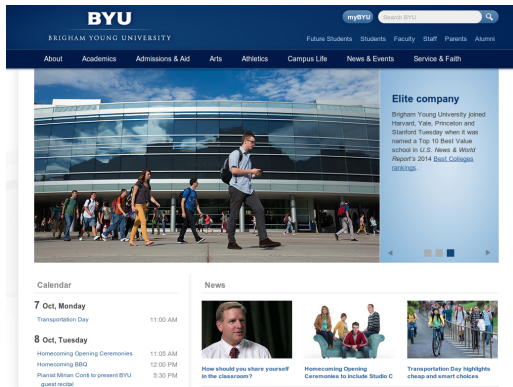 BYU
BRIGHAM YOUNG UNIVERSITY
myBYU
Search BYU
Future Students Students Faculty Staff Parents Alumni
About Academics Admissions & Aid Arts Athletics Campus Life News & Events Service & Faith
Elite company
Brigham Young University joined
Harvard, Yale, Princeton and
Stanford Tuesday when it was
named a Top 10 Best Value
school in U.S. News & World
Report's 2014 Best Colleges
rankings.
Calendar
7 Oct, Monday
Transportation Day 11:00 AM
8 Oct, Tuesday
Homecoming Opening Ceremonies 11:05 AM
Homecoming BBQ 12:00 PM
Pianist Mirian Conti to present BYU 5:30 PM
guest recital
News
How should you share yourself
in the classroom?
Homecoming Opening
Ceremonies to include Studio C
Transportation Day highlights
cheap and smart choices